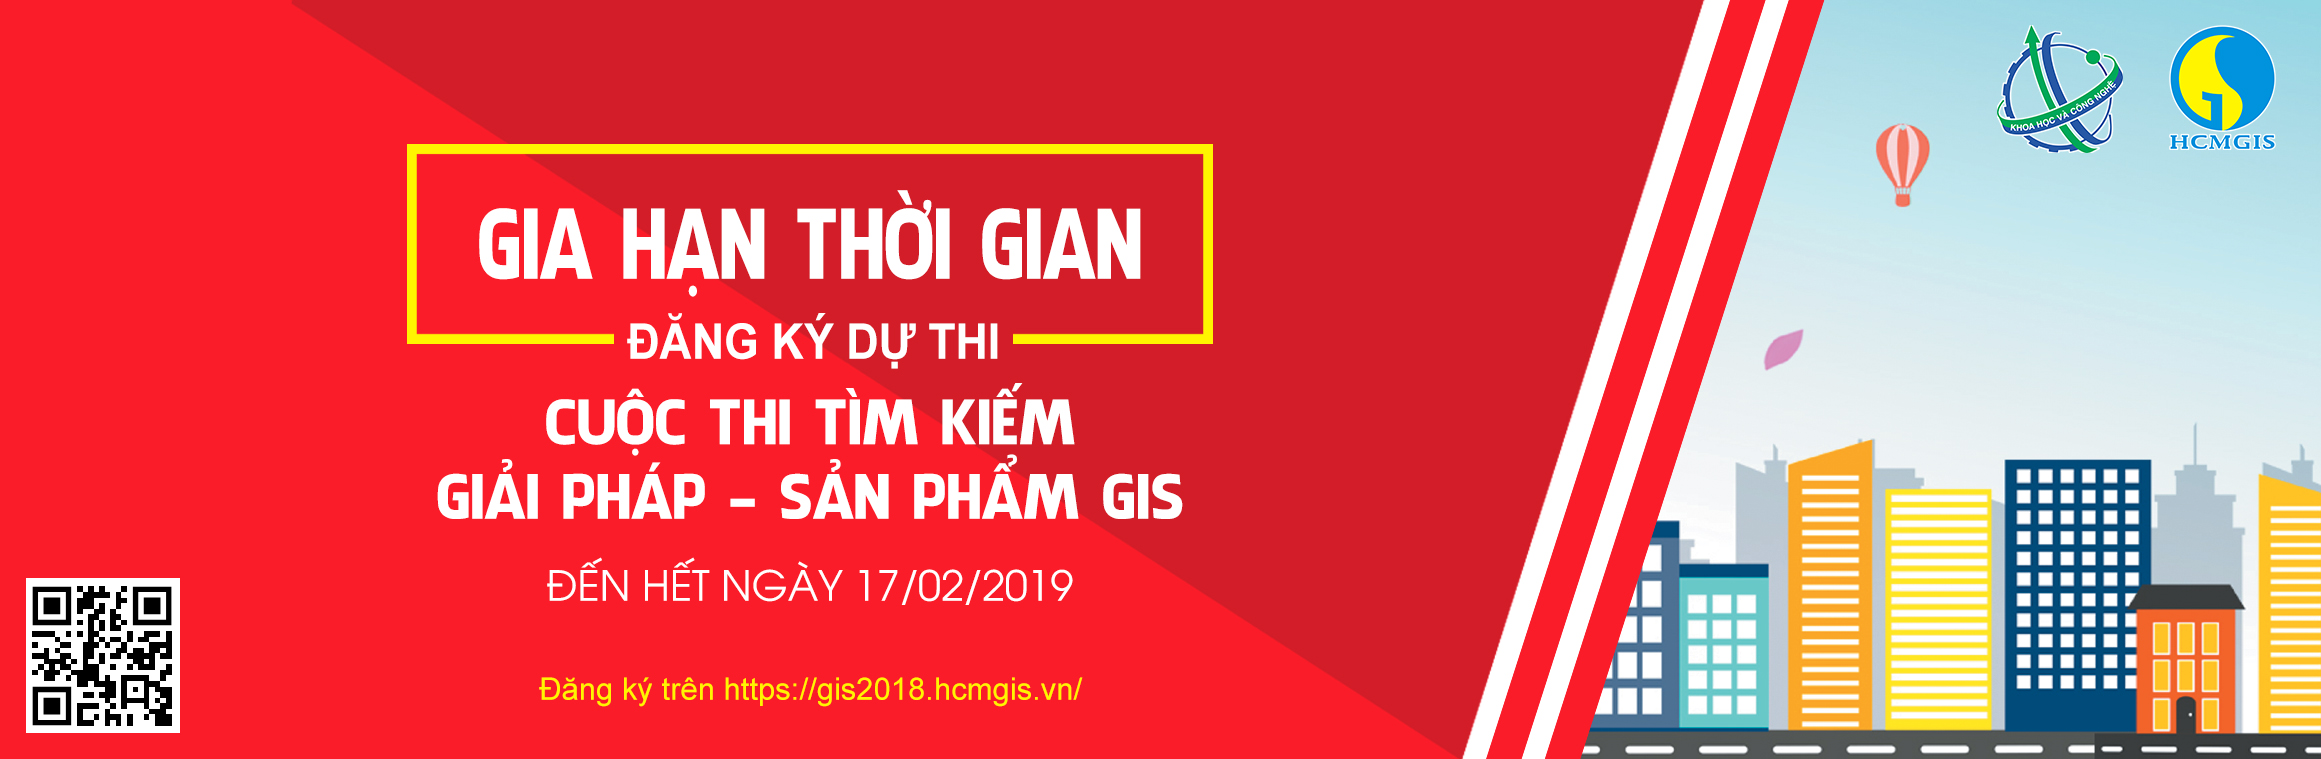 GIA HẠN THỜI GIAN
ĐĂNG KÝ DỰ THI
CUỘC THI TÌM KIẾM
GIẢI PHÁP – SẢN PHẨM GIS
ĐẾN HẾT NGÀY 17/02/2019
Đăng ký trên https://gis2018.hcmgis.vn/
KHOA HỌC VÀ CÔNG NGHỆ
HCMGIS